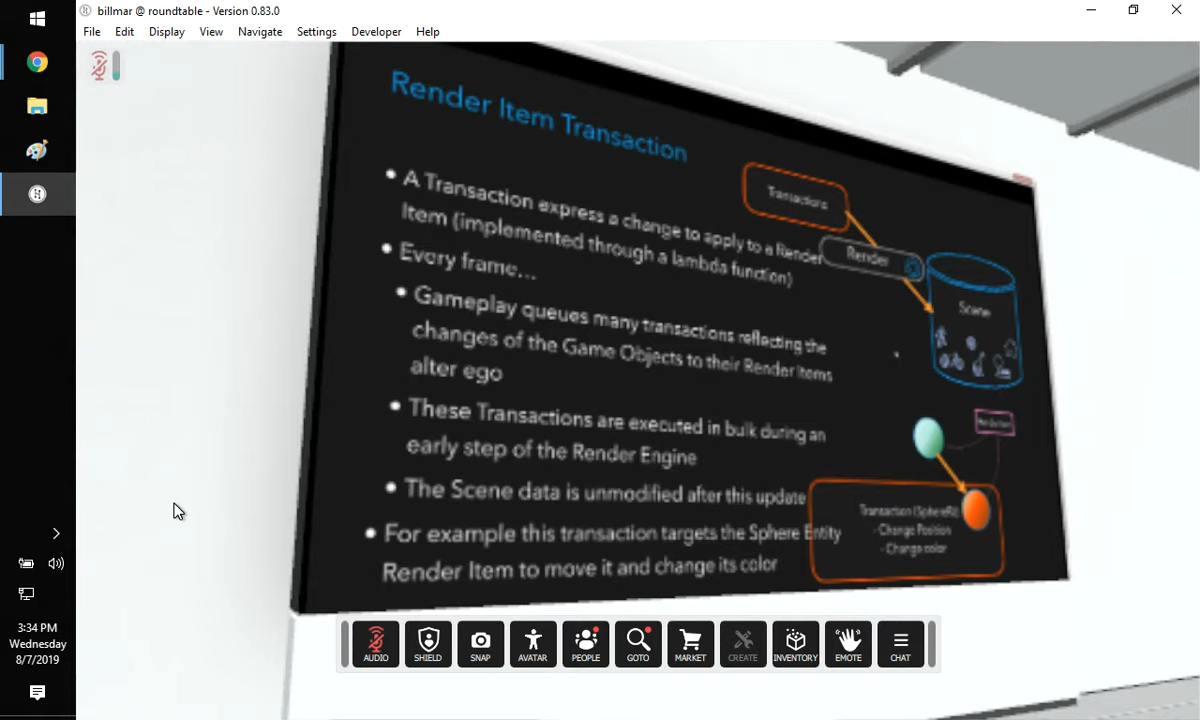 billmar @ roundtable - Version 0.83.0
File Edit Display View Navigate Settings Developer Help
Render Item Transaction
• A Transaction express a change to apply to a Render
Item (implemented through a lambda function)
• Every frame...
• Gameplay queues many transactions reflecting the
changes of the Game Objects to their Render Items
alter ego
• These Transactions are executed in bulk during an
early step of the Render Engine
• The Scene data is unmodified after this update
• For example this transaction targets the Sphere Entity
Render Item to move it and change its color
Transactions
Render
Scene
Transaction (SphereRI)
- Change Position
- Change color
AUDIO SHIELD SNAP AVATAR PEOPLE GOTO MARKET CREATE INVENTORY EMOTE CHAT
3:34 PM
Wednesday
8/7/2019